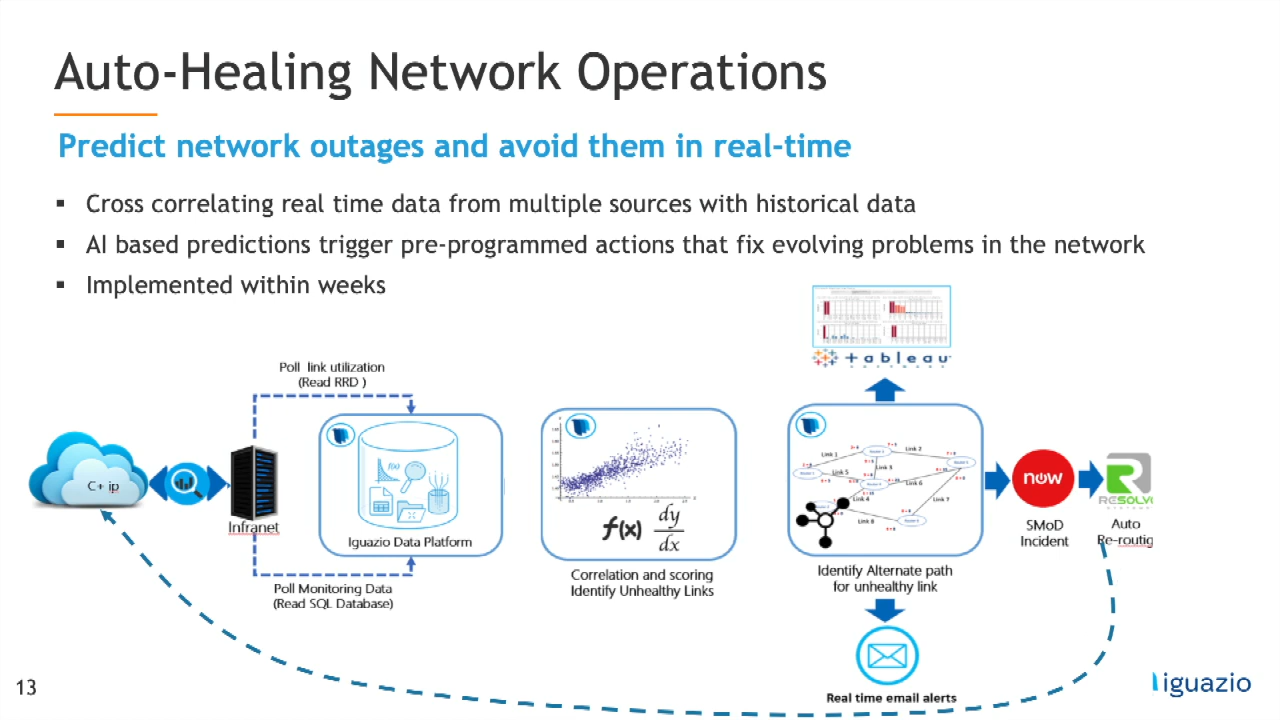 Auto-Healing Network Operations
Predict network outages and avoid them in real-time
Cross correlating real time data from multiple sources with historical data
AI based predictions trigger pre-programmed actions that fix evolving problems in the network
Implemented within weeks
+ableau
Poll link utilization
(Read RRD )
C+ ip
Infranet
f(x)
Iguazio Data Platform
Poll Monitoring Data
(Read SQL Database)
f(x) dy
dx
Correlation and scoring
Identify Unhealthy Links
Link 1
Link 2
Link 5
Link 3
Link 6
Link 4
Link 7
Link 8
Identify Alternate path
for unhealthy link
now
SMoD
Incident
RESOLV
Auto
Re-routig
Real time email alerts
13
iguazio